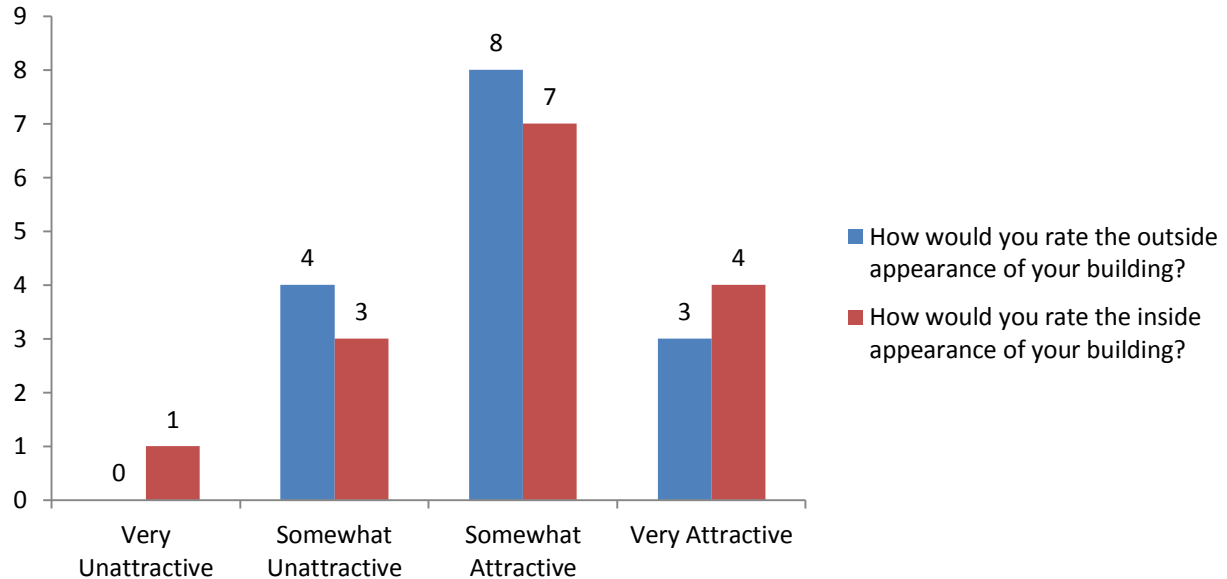 9
8
7
6
5
4
3
2
1
0
0
1
4
3
8
7
3
4
Very
Unattractive
Somewhat
Unattractive
Somewhat
Attractive
Very Attractive
How would you rate the outside
appearance of your building?
How would you rate the inside
appearance of your building?